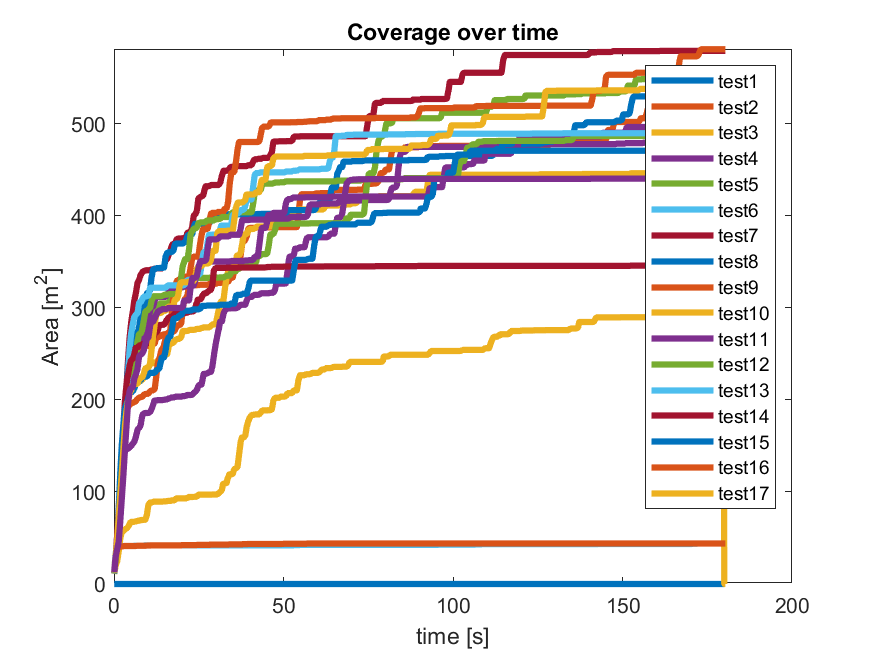 Coverage over time
Area [m²]
500
400
300
200
100
0
0 50 100 150 200
time [s]
test1
test2
test3
test4
test5
test6
test7
test8
test9
test10
test11
test12
test13
test14
test15
test16
test17